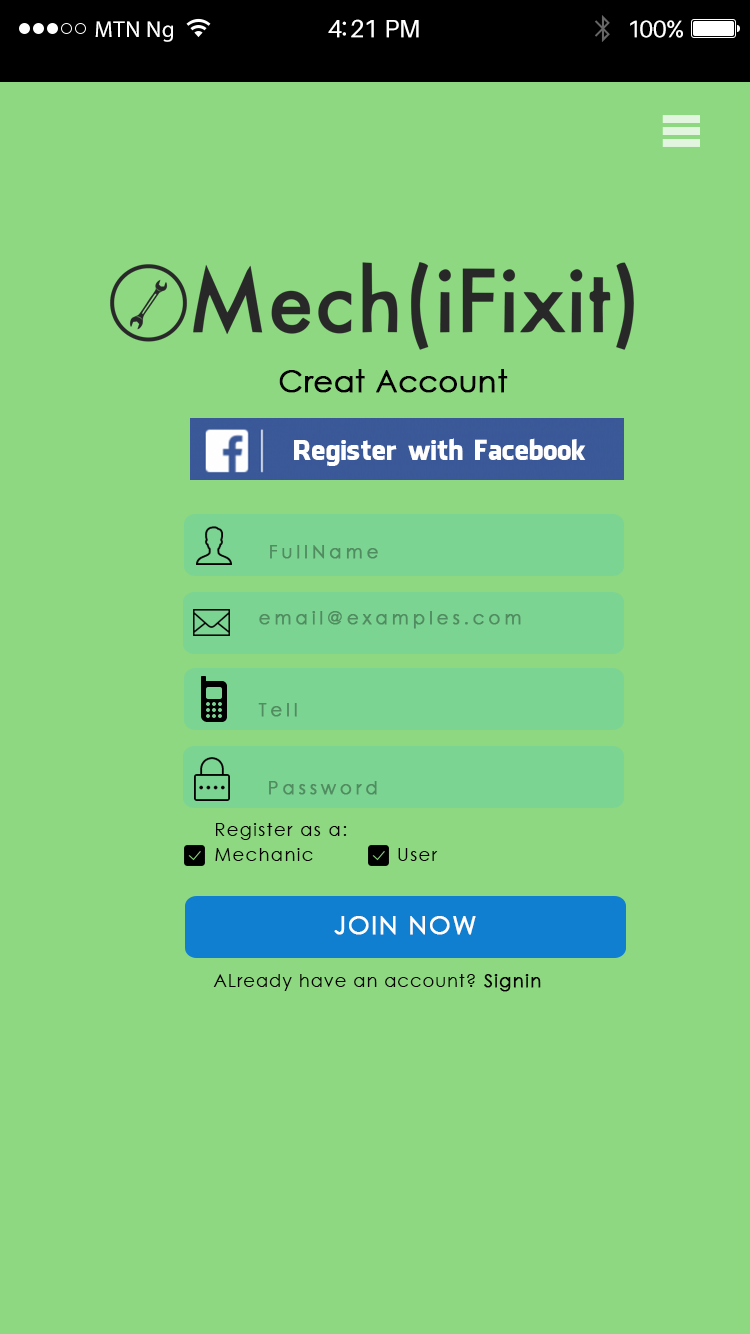 MTN Ng 4:21 PM 100%
Mech(iFixit)
Creat Account
Register with Facebook
FullName
email@examples.com
Tell
Password
Register as a:
Mechanic User
JOIN NOW
ALready have an account? Signin